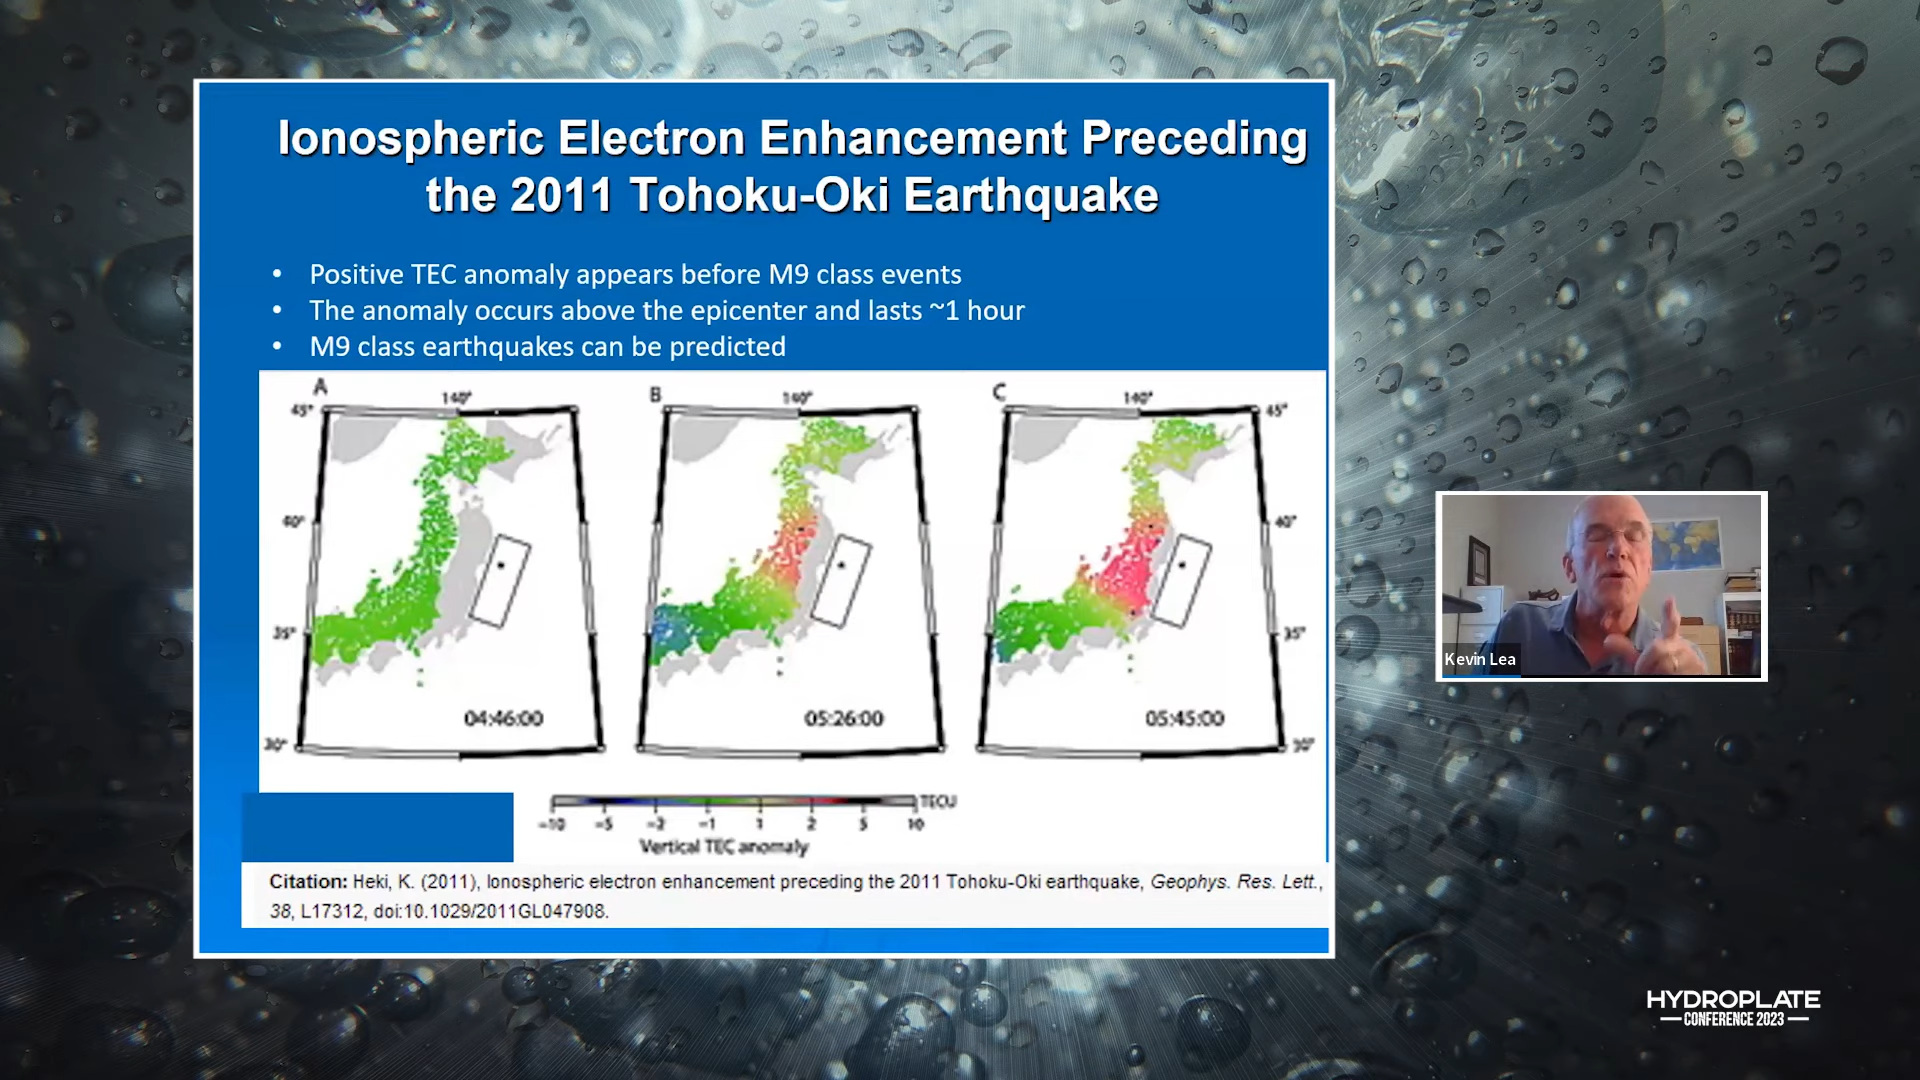 Ionospheric Electron Enhancement Preceding
the 2011 Tohoku-Oki Earthquake
• Positive TEC anomaly appears before M9 class events
• The anomaly occurs above the epicenter and lasts ~1 hour
• M9 class earthquakes can be predicted
A
140°
45°
40°
35°
30°
04:46:00
B
140°
05:26:00
C
140°
45°
40°
35°
30°
05:45:00
-10 -5 -2 -1 1 2 5 10 TECU
Vertical TEC anomaly
Citation: Heki, K. (2011), Ionospheric electron enhancement preceding the 2011 Tohoku-Oki earthquake, Geophys. Res. Lett.,
38, L17312, doi:10.1029/2011GL047908.
Kevin Lea
HYDROPLATE
CONFERENCE 2023